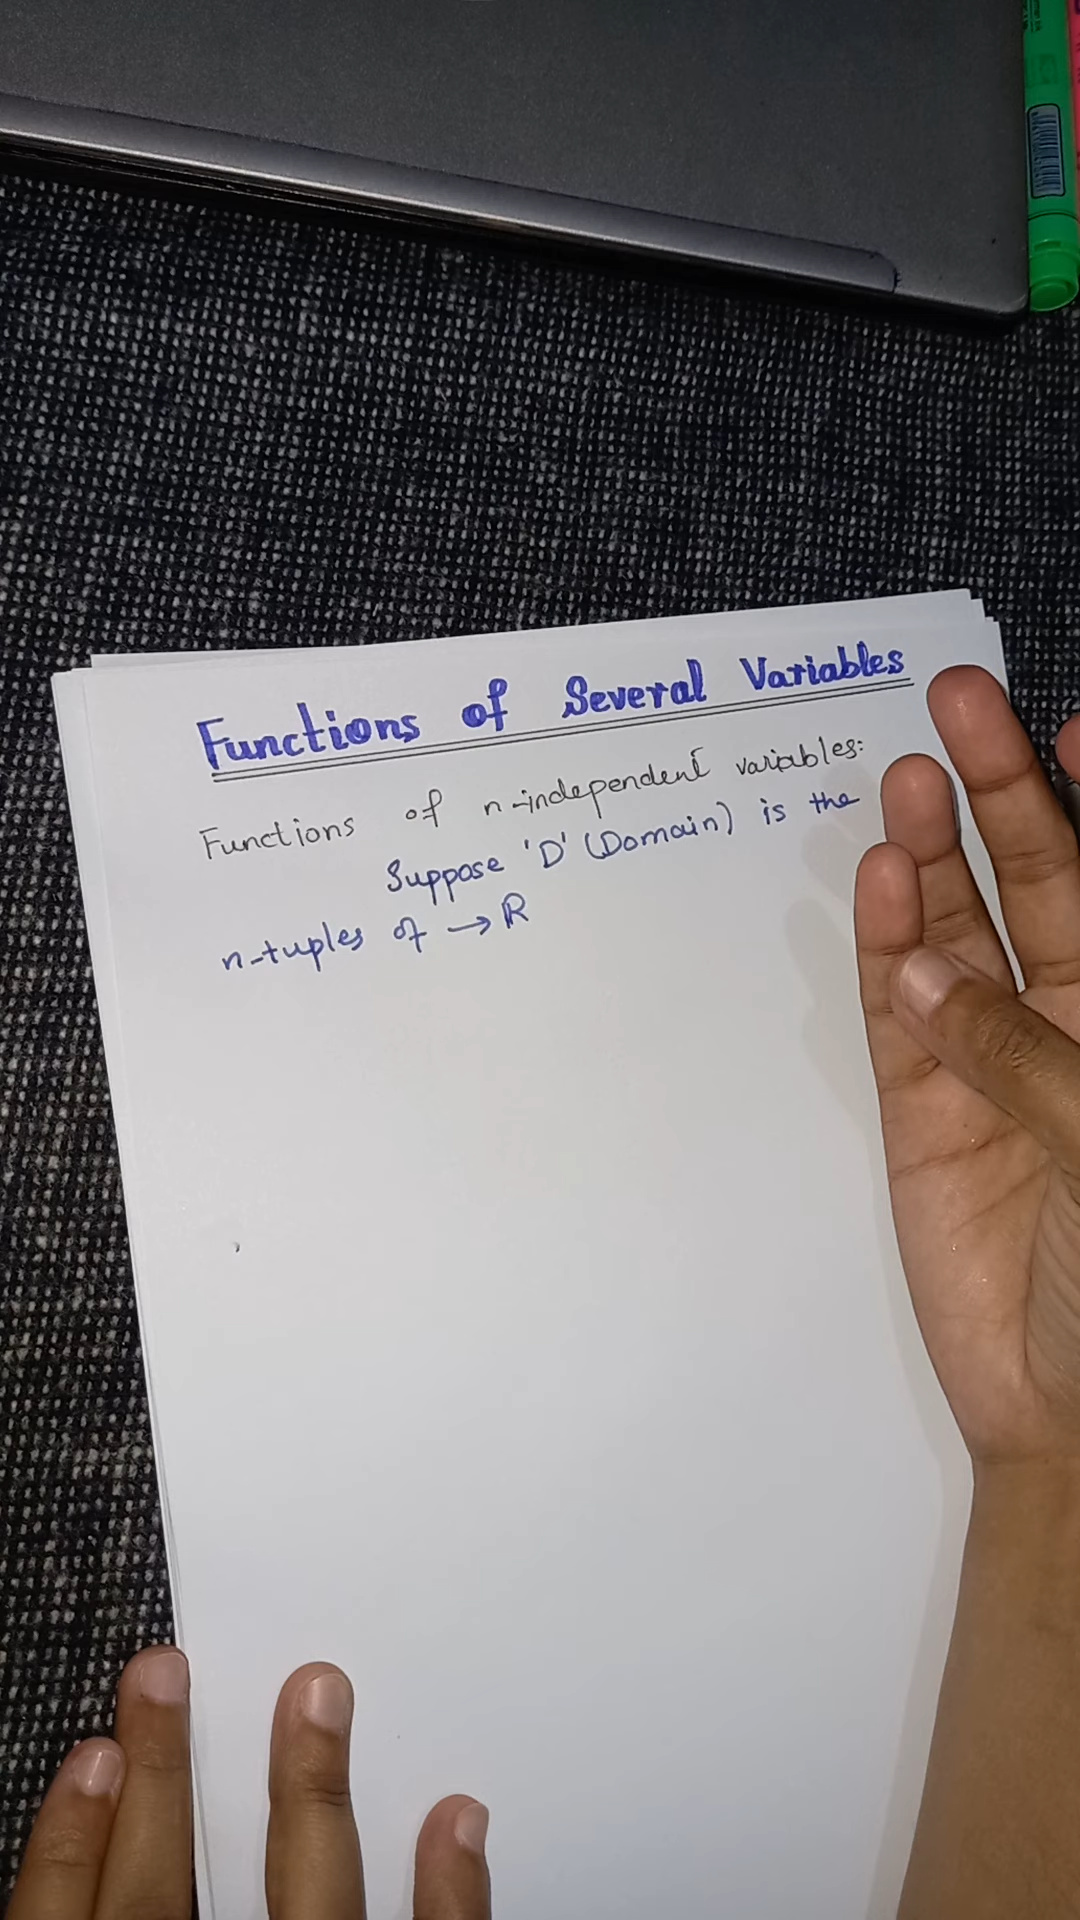 Functions of Several Variables
Functions of n-independent variables:
Suppose 'D' (Domain) is the
n-tuples of → ℝ